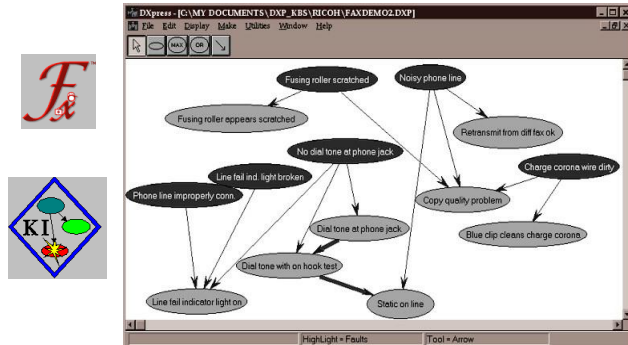 DXpress - [C:\MY DOCUMENTS\DXP_KBS\RICOH\FAXDEMO2.DXP]
File Edit Display Make Utilities Window Help
MAX OR
Fx
™
KI
Fusing roller scratched
Noisy phone line
Fusing roller appears scratched
Retransmit from diff fax ok
No dial tone at phone jack
Line fail ind. light broken
Charge corona wire dirty
Phone line improperly conn.
Copy quality problem
Dial tone at phone jack
Blue clip cleans charge corona
Dial tone with on hook test
Line fail indicator light on
Static on line
HighLight = Faults Tool = Arrow